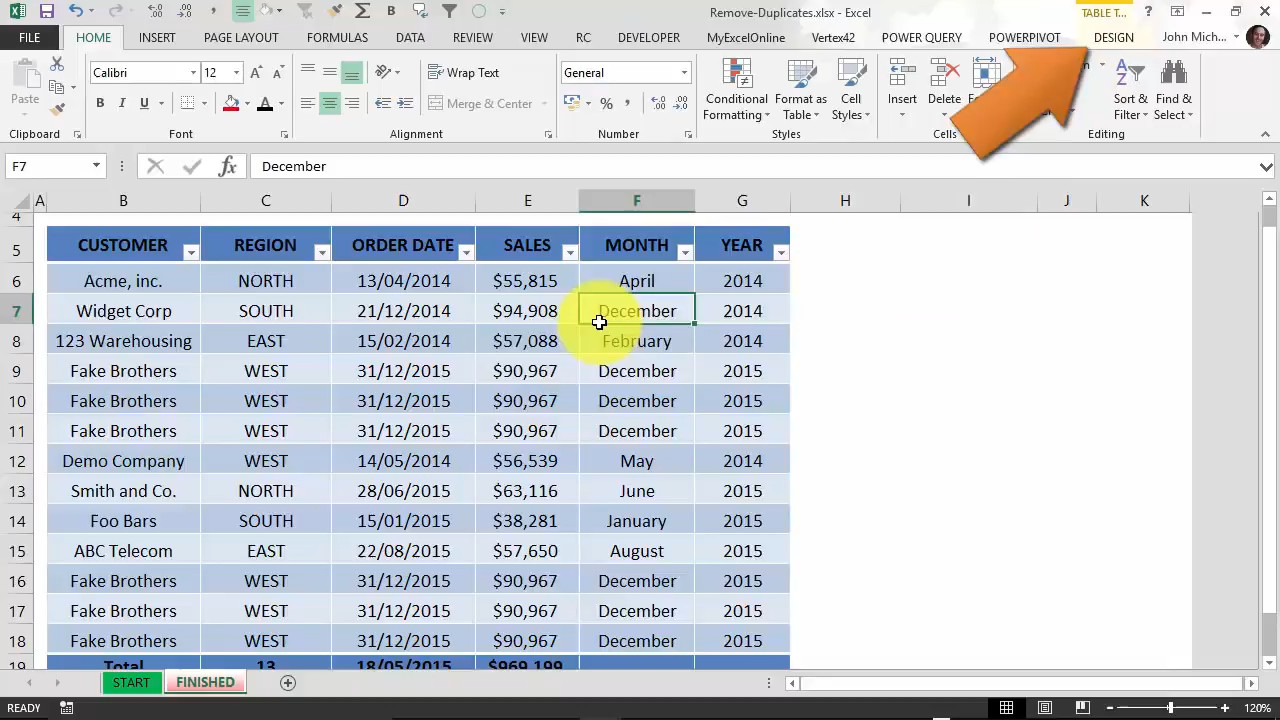 Remove-Duplicates.xlsx - Excel
TABLE T...
FILE HOME INSERT PAGE LAYOUT FORMULAS DATA REVIEW VIEW RC DEVELOPER MyExcelOnline Vertex42 POWER QUERY POWERPIVOT DESIGN John Mich...
Paste
Calibri 12
B I U A
Wrap Text
Merge & Center
General
Conditional Formatting
Format as Table
Cell Styles
Insert
Delete
Sort & Filter
Find & Select
Clipboard Font Alignment Number Styles Cells Editing
F7 fx December
A B C D E F G H I J K
4
5 CUSTOMER REGION ORDER DATE SALES MONTH YEAR
6 Acme, inc. NORTH 13/04/2014 $55,815 April 2014
7 Widget Corp SOUTH 21/12/2014 $94,908 December 2014
8 123 Warehousing EAST 15/02/2014 $57,088 February 2014
9 Fake Brothers WEST 31/12/2015 $90,967 December 2015
10 Fake Brothers WEST 31/12/2015 $90,967 December 2015
11 Fake Brothers WEST 31/12/2015 $90,967 December 2015
12 Demo Company WEST 14/05/2014 $56,539 May 2014
13 Smith and Co. NORTH 28/06/2015 $63,116 June 2015
14 Foo Bars SOUTH 15/01/2015 $38,281 January 2015
15 ABC Telecom EAST 22/08/2015 $57,650 August 2015
16 Fake Brothers WEST 31/12/2015 $90,967 December 2015
17 Fake Brothers WEST 31/12/2015 $90,967 December 2015
18 Fake Brothers WEST 31/12/2015 $90,967 December 2015
19 Total 13 18/05/2015 $969,199
START FINISHED
READY 120%